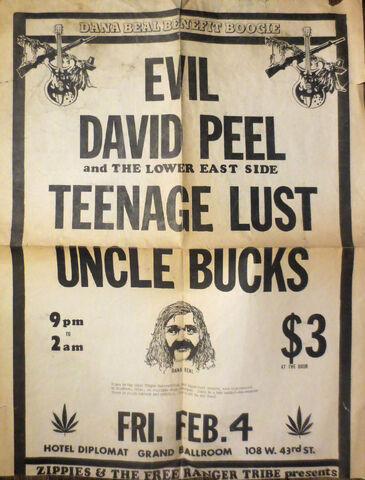 DANA BEAL BENEFIT BOOGIE
EVIL
DAVID PEEL
and THE LOWER EAST SIDE
TEENAGE LUST
UNCLE BUCKS
9pm
TO
2am
$3
AT THE DOOR
DANA BEAL
FRI. FEB. 4
HOTEL DIPLOMAT GRAND BALLROOM 108 W. 43rd ST.
ZIPPIES & THE FREE RANGER TRIBE presents